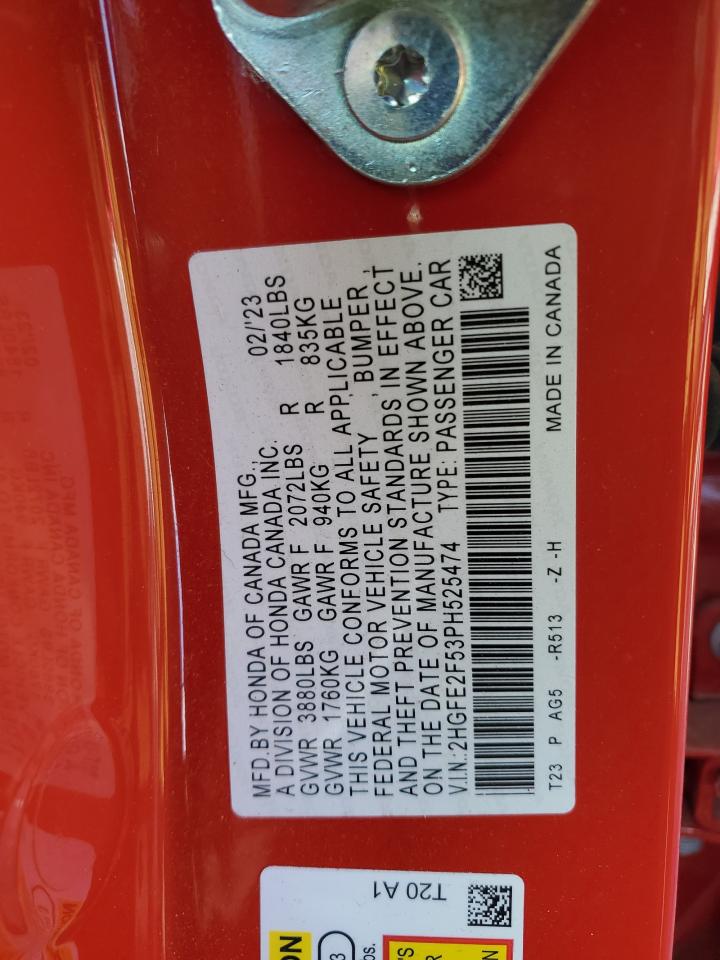 MFD.BY HONDA OF CANADA MFG., 02/'23
A DIVISION OF HONDA CANADA INC.
GVWR 3880LBS GAWR F 2072LBS R 1840LBS
GVWR 1760KG GAWR F 940KG R 835KG
THIS VEHICLE CONFORMS TO ALL APPLICABLE
FEDERAL MOTOR VEHICLE SAFETY , BUMPER,
AND THEFT PREVENTION STANDARDS IN EFFECT
ON THE DATE OF MANUFACTURE SHOWN ABOVE.
V.I.N.:2HGFE2F53PH525474 TYPE: PASSENGER CAR
T23 P AG5 -R513 -Z -H MADE IN CANADA
T20 A1